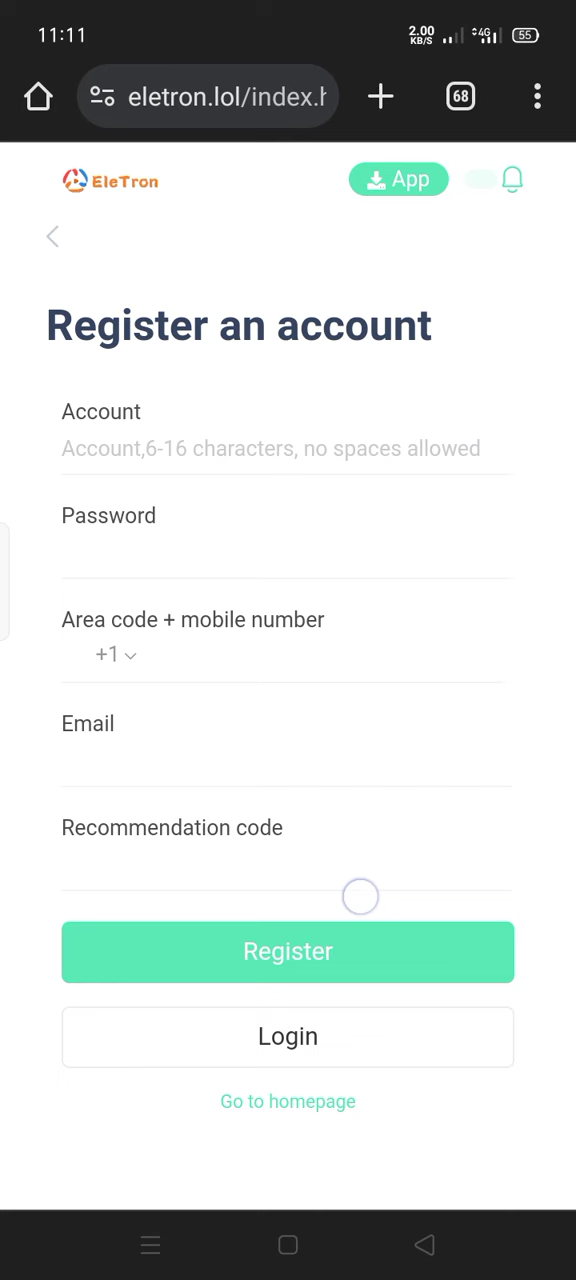 11:11
2.00
KB/S
4G
55
eletron.lol/index.h
68
EleTron
App
Register an account
Account
Account,6-16 characters, no spaces allowed
Password
Area code + mobile number
+1
Email
Recommendation code
Register
Login
Go to homepage